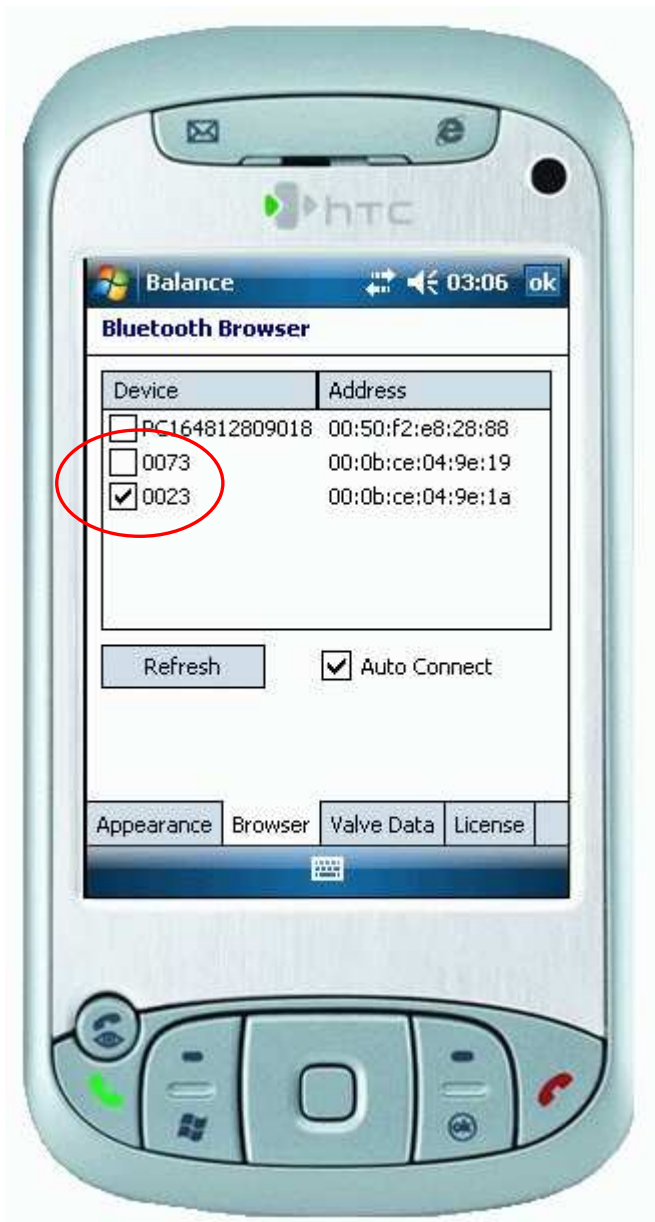 htc
Balance 03:06 ok
Bluetooth Browser
Device Address
PC164812809018 00:50:f2:e8:28:88
0073 00:0b:ce:04:9e:19
0023 00:0b:ce:04:9e:1a
Refresh Auto Connect
Appearance Browser Valve Data License
ok